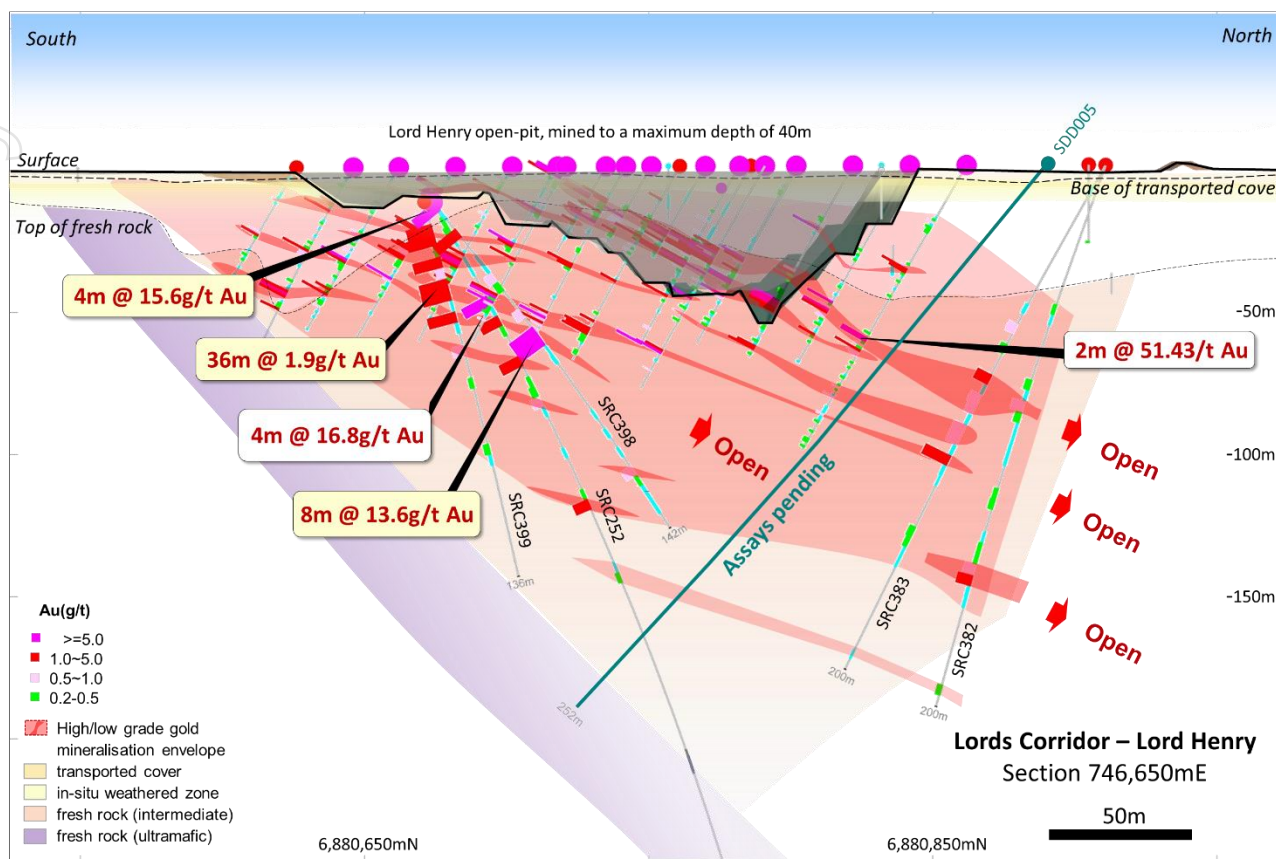 South
North
Lord Henry open-pit, mined to a maximum depth of 40m
SDD005
Surface
Base of transported cove
Top of fresh rock
4m @ 15.6g/t Au
-50m
36m @ 1.9g/t Au
2m @ 51.43/t Au
4m @ 16.8g/t Au
SRC398
Open
Open
-100m
8m @ 13.6g/t Au
SRC399
SRC252
142m
Assays pending
Open
136m
SRC383
SRC382
-150m
Open
200m
200m
252m
Au(g/t)
>=5.0
1.0~5.0
0.5~1.0
0.2-0.5
High/low grade gold
mineralisation envelope
transported cover
in-situ weathered zone
fresh rock (intermediate)
fresh rock (ultramafic)
Lords Corridor – Lord Henry
Section 746,650mE
50m
6,880,650mN
6,880,850mN